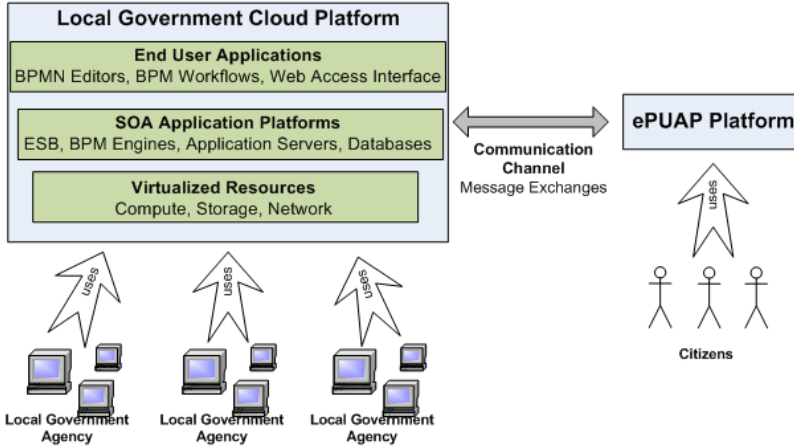 Local Government Cloud Platform
End User Applications
BPMN Editors, BPM Workflows, Web Access Interface
SOA Application Platforms
ESB, BPM Engines, Application Servers, Databases
Virtualized Resources
Compute, Storage, Network
Communication
Channel
Message Exchanges
ePUAP Platform
uses
uses
uses
uses
Citizens
Local Government
Agency
Local Government
Agency
Local Government
Agency